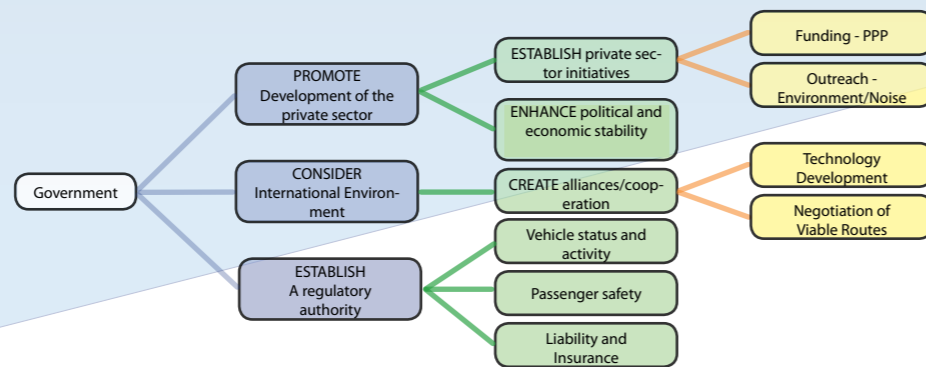 Government
PROMOTE
Development of the
private sector
CONSIDER
International Environ-
ment
ESTABLISH
A regulatory
authority
ESTABLISH private sec-
tor initiatives
ENHANCE political and
economic stability
CREATE alliances/coop-
eration
Vehicle status and
activity
Passenger safety
Liability and
Insurance
Funding - PPP
Outreach -
Environment/Noise
Technology
Development
Negotiation of
Viable Routes